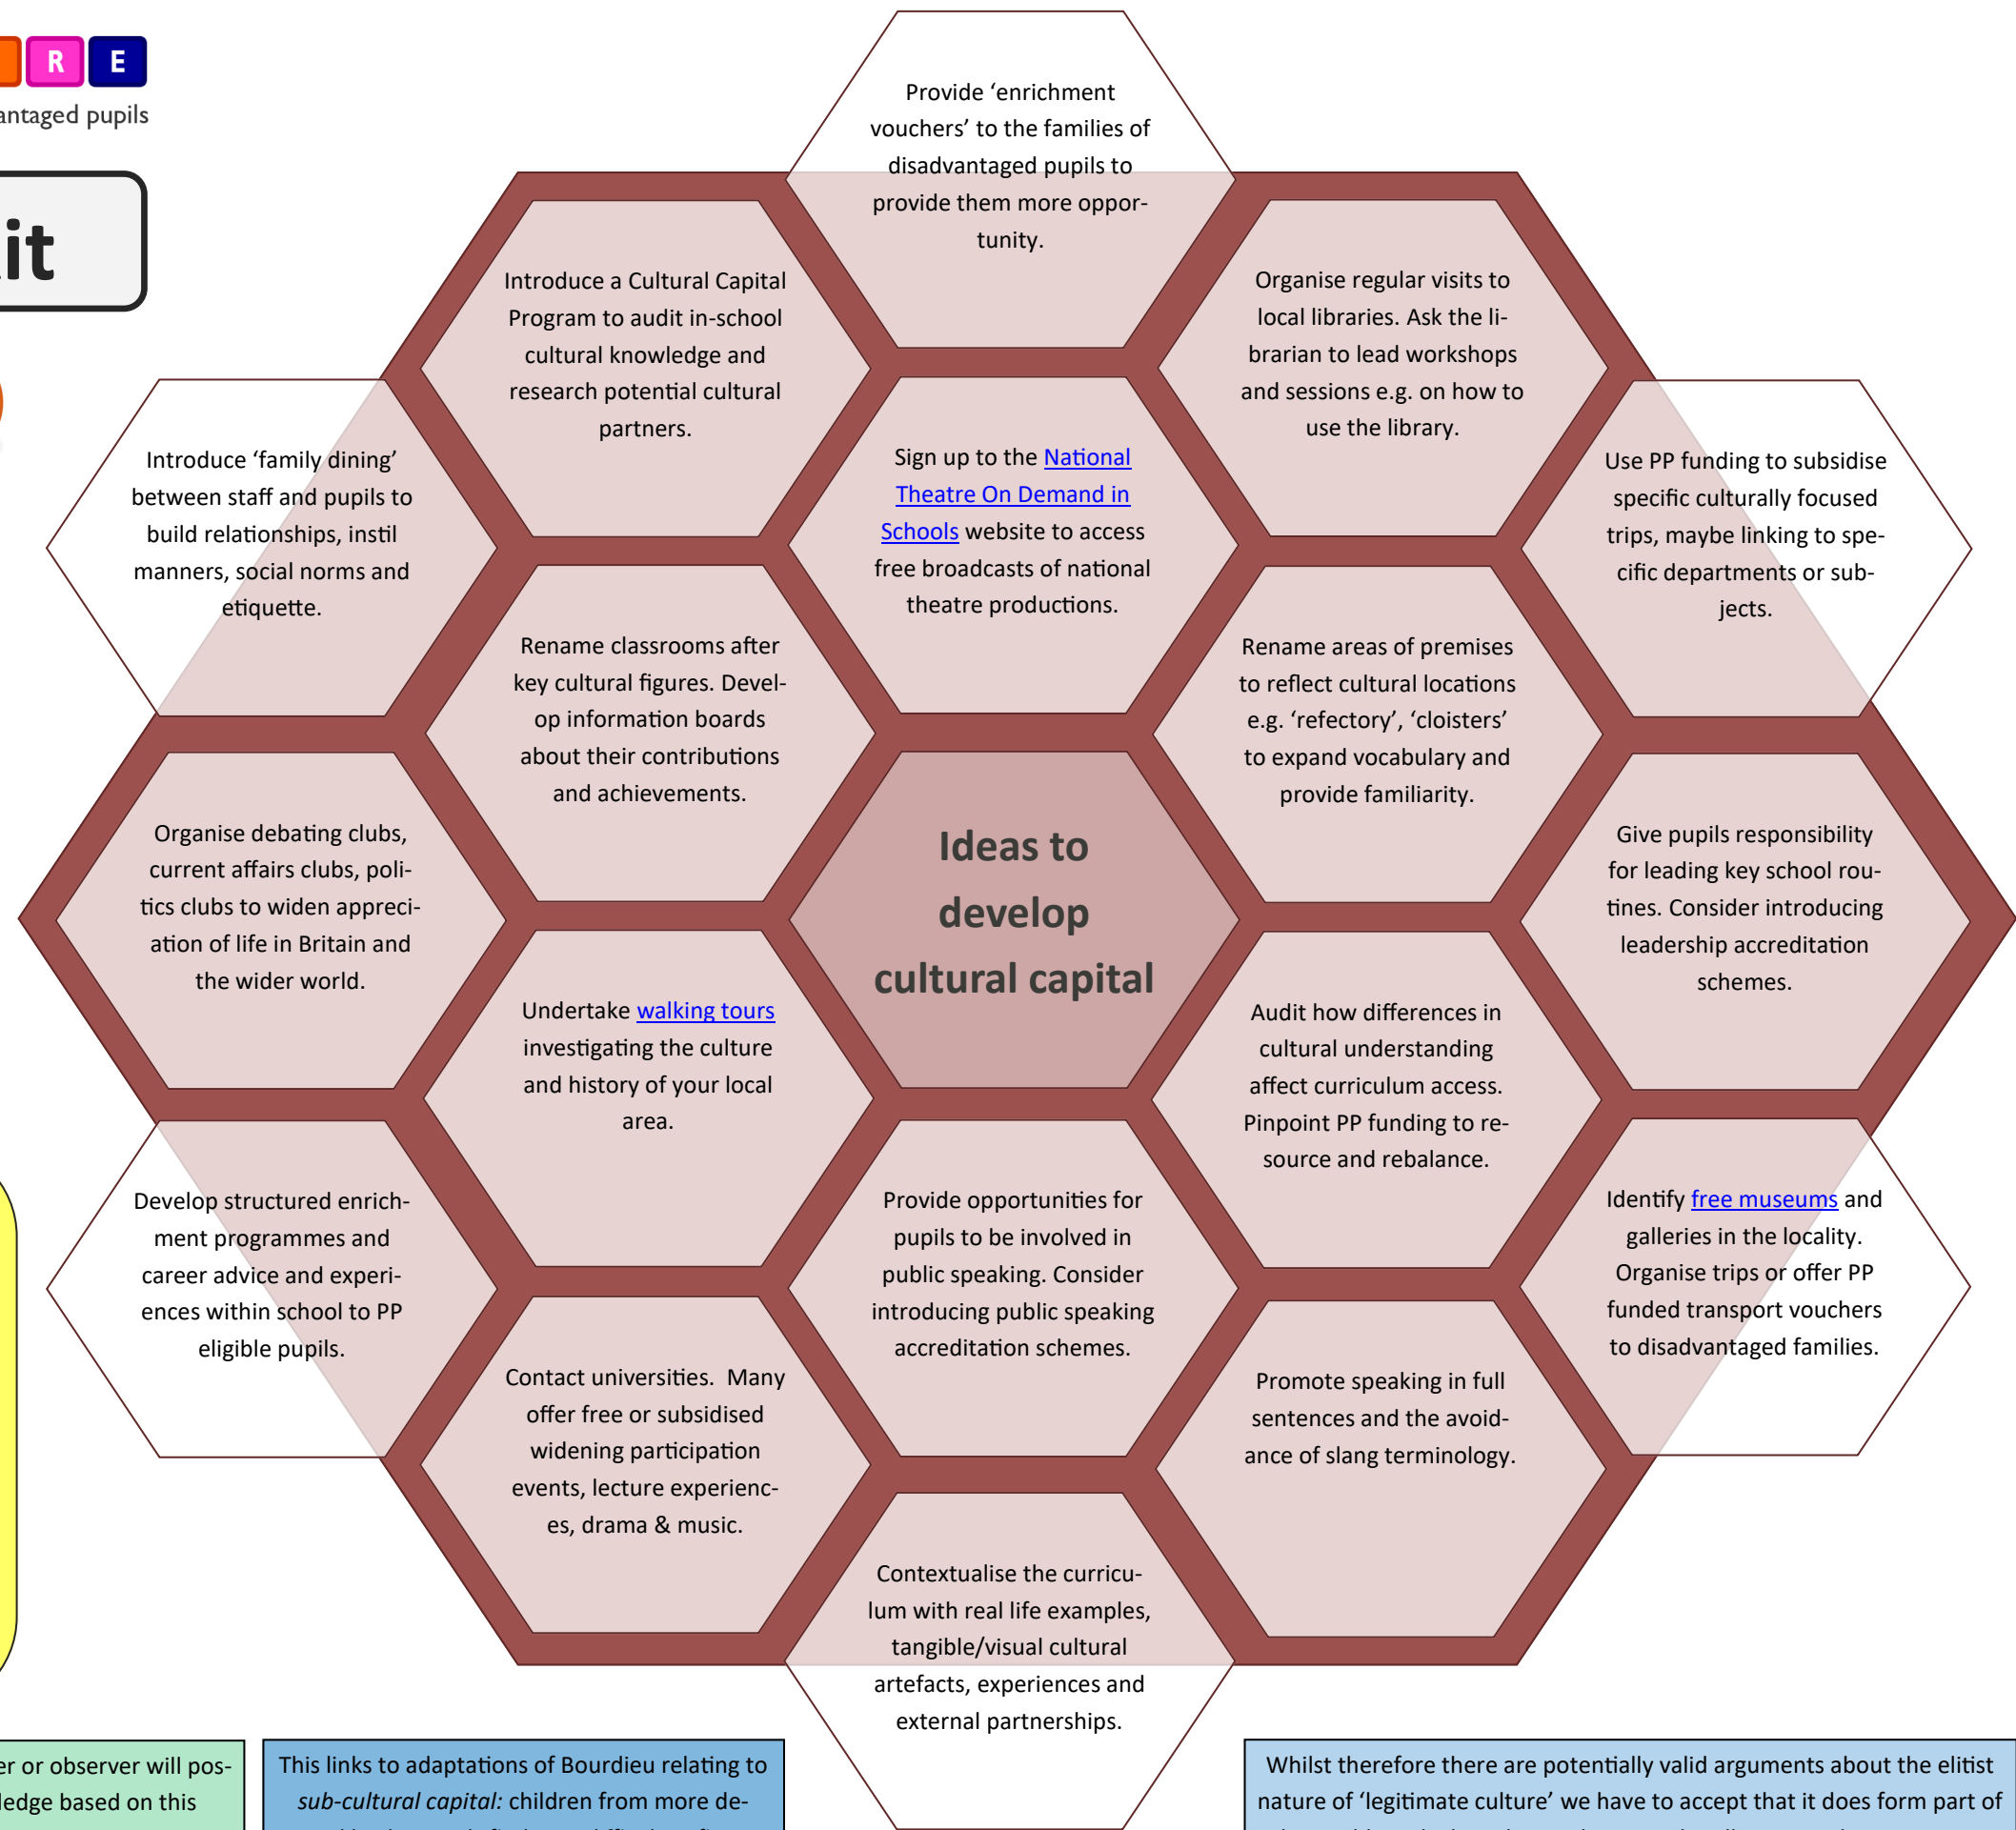 R E
antaged pupils
it
Provide ‘enrichment
vouchers’ to the families of
disadvantaged pupils to
provide them more oppor-
tunity.
Introduce a Cultural Capital
Program to audit in-school
cultural knowledge and
research potential cultural
partners.
Organise regular visits to
local libraries. Ask the li-
brarian to lead workshops
and sessions e.g. on how to
use the library.
Introduce ‘family dining’
between staff and pupils to
build relationships, instil
manners, social norms and
etiquette.
Sign up to the National
Theatre On Demand in
Schools website to access
free broadcasts of national
theatre productions.
Use PP funding to subsidise
specific culturally focused
trips, maybe linking to spe-
cific departments or sub-
jects.
Rename classrooms after
key cultural figures. Devel-
op information boards
about their contributions
and achievements.
Rename areas of premises
to reflect cultural locations
e.g. ‘refectory’, ‘cloisters’
to expand vocabulary and
provide familiarity.
Organise debating clubs,
current affairs clubs, poli-
tics clubs to widen appreci-
ation of life in Britain and
the wider world.
Ideas to
develop
cultural capital
Give pupils responsibility
for leading key school rou-
tines. Consider introducing
leadership accreditation
schemes.
Undertake walking tours
investigating the culture
and history of your local
area.
Audit how differences in
cultural understanding
affect curriculum access.
Pinpoint PP funding to re-
source and rebalance.
Develop structured enrich-
ment programmes and
career advice and experi-
ences within school to PP
eligible pupils.
Provide opportunities for
pupils to be involved in
public speaking. Consider
introducing public speaking
accreditation schemes.
Identify free museums and
galleries in the locality.
Organise trips or offer PP
funded transport vouchers
to disadvantaged families.
Contact universities.  Many
offer free or subsidised
widening participation
events, lecture experienc-
es, drama & music.
Promote speaking in full
sentences and the avoid-
ance of slang terminology.
Contextualise the curricu-
lum with real life examples,
tangible/visual cultural
artefacts, experiences and
external partnerships.
er or observer will pos-
ledge based on this
This links to adaptations of Bourdieu relating to
sub-cultural capital: children from more de-
Whilst therefore there are potentially valid arguments about the elitist
nature of ‘legitimate culture’ we have to accept that it does form part of